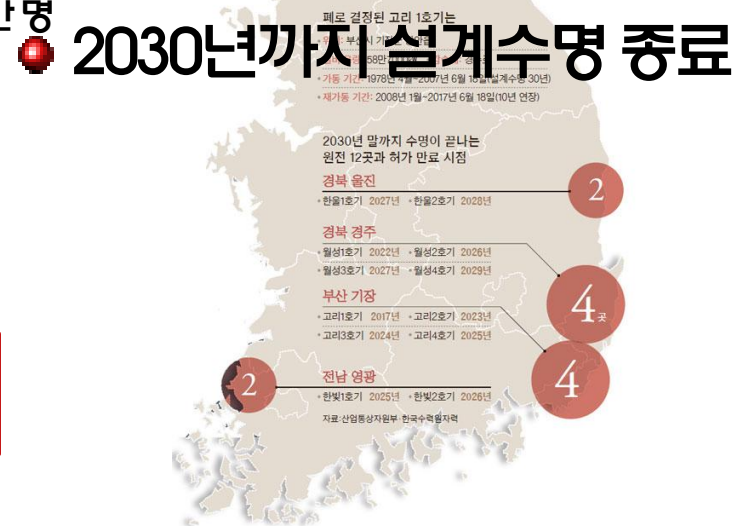 명
2030년까지 설계수명 종료
폐로 결정된 고리 1호기는
부산시
• 가동 기간: 1978년 4월~2007년 6월 18일(설계수명 30년)
• 재가동 기간: 2008년 1월~2017년 6월 18일(10년 연장)
2030년 말까지 수명이 끝나는
원전 12곳과 허가 만료 시점
경북 울진
• 한울1호기 2027년 • 한울2호기 2028년
2
경북 경주
• 월성1호기 2022년 • 월성2호기 2026년
• 월성3호기 2027년 • 월성4호기 2029년
4곳
부산 기장
• 고리1호기 2017년 • 고리2호기 2023년
• 고리3호기 2024년 • 고리4호기 2025년
4
전남 영광
2
• 한빛1호기 2025년 • 한빛2호기 2026년
자료:산업통상자원부·한국수력원자력